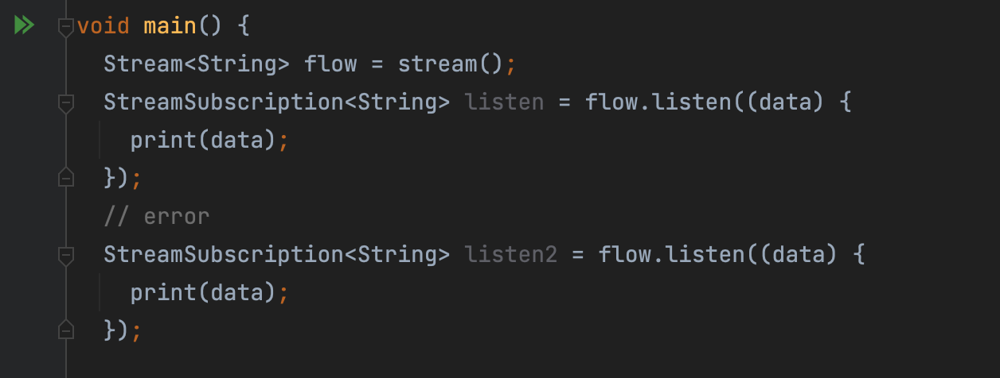 void main() {
  Stream<String> flow = stream();
  StreamSubscription<String> listen = flow.listen((data) {
    print(data);
  });
  // error
  StreamSubscription<String> listen2 = flow.listen((data) {
    print(data);
  });